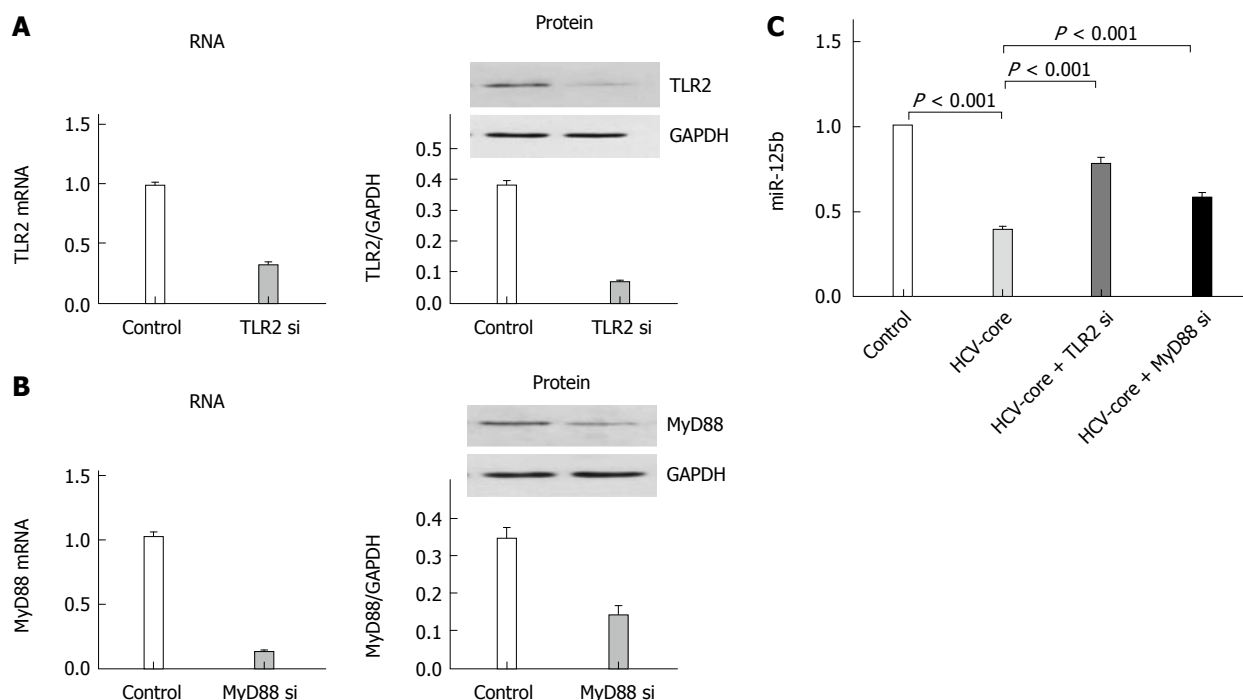 A
RNA
Protein
TLR2
GAPDH
TLR2 mRNA
1.5
1.0
0.5
0.0
Control TLR2 si
TLR2/GAPDH
0.5
0.4
0.3
0.2
0.1
0.0
Control TLR2 si
B
RNA
Protein
MyD88
GAPDH
MyD88 mRNA
1.5
1.0
0.5
0.0
Control MyD88 si
MyD88/GAPDH
0.4
0.3
0.2
0.1
0.0
Control MyD88 si
C
miR-125b
1.5
1.0
0.5
0.0
P < 0.001
P < 0.001
P < 0.001
Control
HCV-core
HCV-core + TLR2 si
HCV-core + MyD88 si